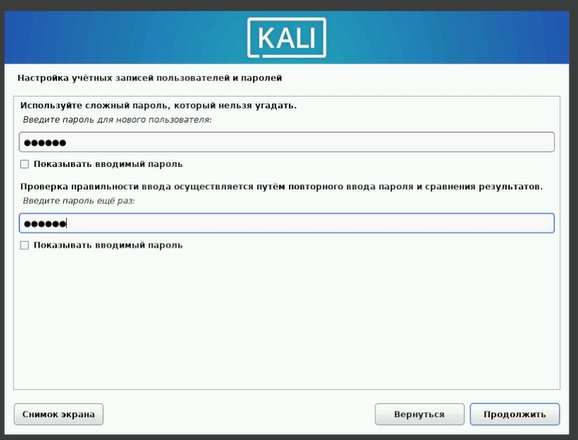 KALI
Настройка учётных записей пользователей и паролей
Используйте сложный пароль, который нельзя угадать.
Введите пароль для нового пользователя:
●●●●●●
Показывать вводимый пароль
Проверка правильности ввода осуществляется путём повторного ввода пароля и сравнения результатов.
Введите пароль ещё раз:
●●●●●●
Показывать вводимый пароль
Снимок экрана Вернуться Продолжить